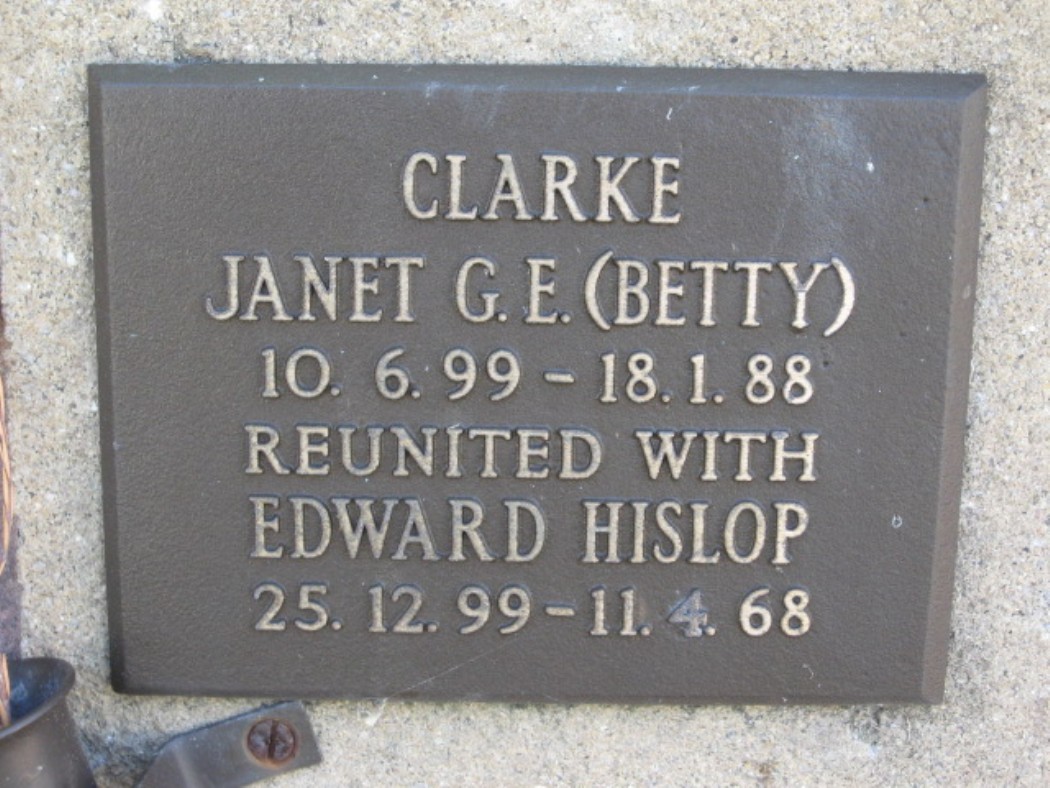 CLARKE
JANET G.E. (BETTY)
10. 6. 99 - 18. 1. 88
REUNITED WITH
EDWARD HISLOP
25. 12. 99 - 11. 4. 68